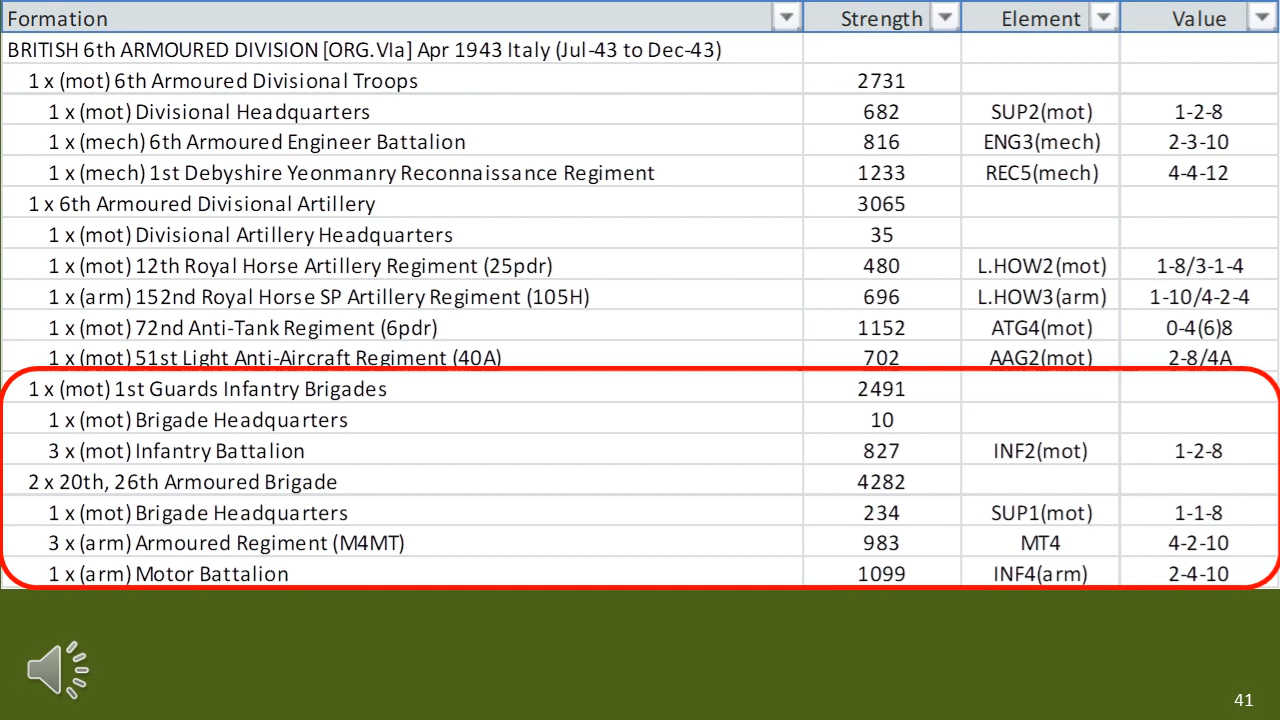 Formation Strength Element Value
BRITISH 6th ARMOURED DIVISION [ORG.VIa] Apr 1943 Italy (Jul-43 to Dec-43)
1 x (mot) 6th Armoured Divisional Troops 2731
1 x (mot) Divisional Headquarters 682 SUP2(mot) 1-2-8
1 x (mech) 6th Armoured Engineer Battalion 816 ENG3(mech) 2-3-10
1 x (mech) 1st Debyshire Yeonmanry Reconnaissance Regiment 1233 REC5(mech) 4-4-12
1 x 6th Armoured Divisional Artillery 3065
1 x (mot) Divisional Artillery Headquarters 35
1 x (mot) 12th Royal Horse Artillery Regiment (25pdr) 480 L.HOW2(mot) 1-8/3-1-4
1 x (arm) 152nd Royal Horse SP Artillery Regiment (105H) 696 L.HOW3(arm) 1-10/4-2-4
1 x (mot) 72nd Anti-Tank Regiment (6pdr) 1152 ATG4(mot) 0-4(6)8
1 x (mot) 51st Light Anti-Aircraft Regiment (40A) 702 AAG2(mot) 2-8/4A
1 x (mot) 1st Guards Infantry Brigades 2491
1 x (mot) Brigade Headquarters 10
3 x (mot) Infantry Battalion 827 INF2(mot) 1-2-8
2 x 20th, 26th Armoured Brigade 4282
1 x (mot) Brigade Headquarters 234 SUP1(mot) 1-1-8
3 x (arm) Armoured Regiment (M4MT) 983 MT4 4-2-10
1 x (arm) Motor Battalion 1099 INF4(arm) 2-4-10
41